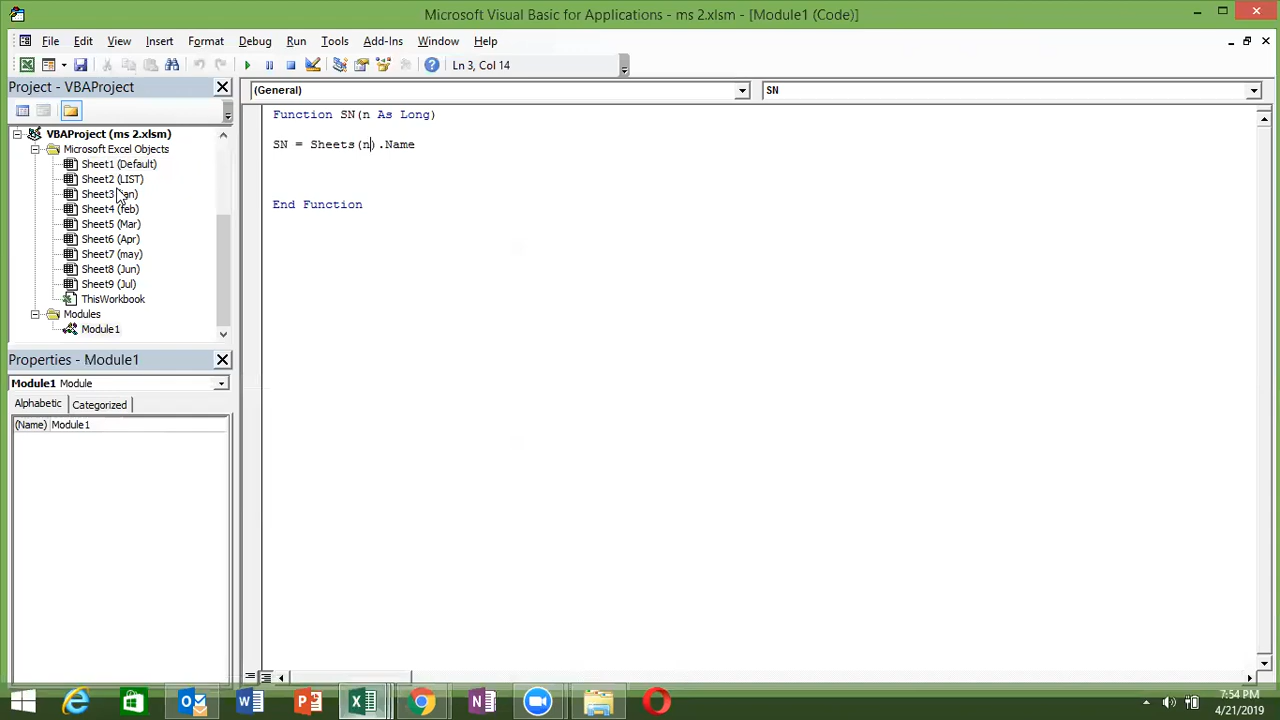 Microsoft Visual Basic for Applications - ms 2.xlsm - [Module1 (Code)]
File Edit View Insert Format Debug Run Tools Add-Ins Window Help
Ln 3, Col 14
Project - VBAProject
(General)
SN
VBAProject (ms 2.xlsm)
Microsoft Excel Objects
Sheet1 (Default)
Sheet2 (LIST)
Sheet3 an)
Sheet4 (feb)
Sheet5 (Mar)
Sheet6 (Apr)
Sheet7 (may)
Sheet8 (Jun)
Sheet9 (Jul)
ThisWorkbook
Modules
Module1
Function SN(n As Long)
SN = Sheets(n).Name
End Function
Properties - Module1
Module1 Module
Alphabetic Categorized
(Name) Module1
7:54 PM
4/21/2019